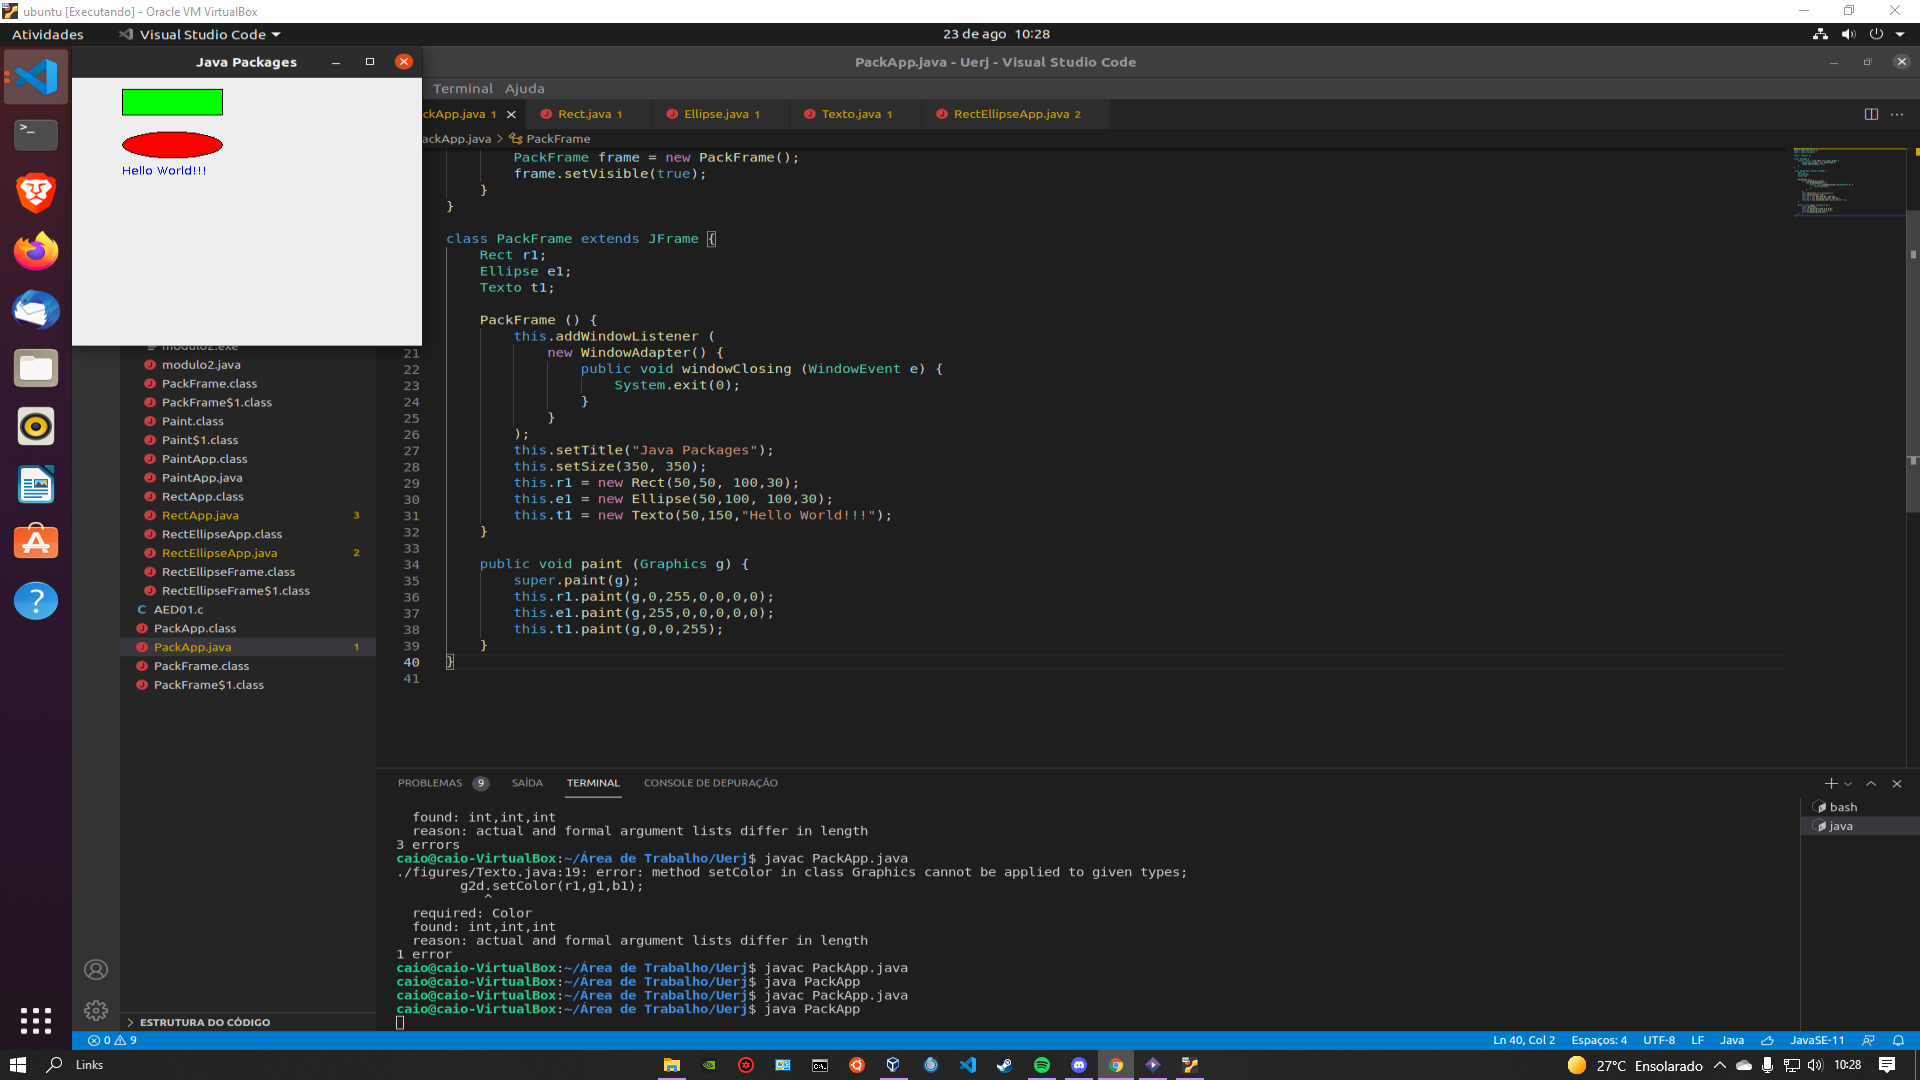 ubuntu [Executando] - Oracle VM VirtualBox
Atividades
Visual Studio Code
23 de ago 10:28
Java Packages
Hello World!!!
PackApp.java - Uerj - Visual Studio Code
Terminal Ajuda
ckApp.java 1
Rect.java 1
Ellipse.java 1
Texto.java 1
RectEllipseApp.java 2
ackApp.java > PackFrame
PackFrame frame = new PackFrame();
frame.setVisible(true);
}
}
class PackFrame extends JFrame {
Rect r1;
Ellipse e1;
Texto t1;
PackFrame () {
this.addWindowListener (
21 new WindowAdapter() {
22 public void windowClosing (WindowEvent e) {
23 System.exit(0);
24 }
25 }
26 );
27 this.setTitle("Java Packages");
28 this.setSize(350, 350);
29 this.r1 = new Rect(50,50, 100,30);
30 this.e1 = new Ellipse(50,100, 100,30);
31 this.t1 = new Texto(50,150,"Hello World!!!");
32 }
33
34 public void paint (Graphics g) {
35 super.paint(g);
36 this.r1.paint(g,0,255,0,0,0,0);
37 this.e1.paint(g,255,0,0,0,0,0);
38 this.t1.paint(g,0,0,255);
39 }
40 }
41
modulo2.exe
modulo2.java
PackFrame.class
PackFrame$1.class
Paint.class
Paint$1.class
PaintApp.class
PaintApp.java
RectApp.class
RectApp.java 3
RectEllipseApp.class
RectEllipseApp.java 2
RectEllipseFrame.class
RectEllipseFrame$1.class
C AED01.c
PackApp.class
PackApp.java 1
PackFrame.class
PackFrame$1.class
ESTRUTURA DO CÓDIGO
PROBLEMAS 9 SAÍDA TERMINAL CONSOLE DE DEPURAÇÃO
bash
java
found: int,int,int
reason: actual and formal argument lists differ in length
3 errors
caio@caio-VirtualBox:~/Área de Trabalho/Uerj$ javac PackApp.java
./figures/Texto.java:19: error: method setColor in class Graphics cannot be applied to given types;
g2d.setColor(r1,g1,b1);
^
required: Color
found: int,int,int
reason: actual and formal argument lists differ in length
1 error
caio@caio-VirtualBox:~/Área de Trabalho/Uerj$ javac PackApp.java
caio@caio-VirtualBox:~/Área de Trabalho/Uerj$ java PackApp
caio@caio-VirtualBox:~/Área de Trabalho/Uerj$ javac PackApp.java
caio@caio-VirtualBox:~/Área de Trabalho/Uerj$ java PackApp
0 9
Ln 40, Col 2 Espaços: 4 UTF-8 LF Java JavaSE-11
Links
27°C Ensolarado
10:28